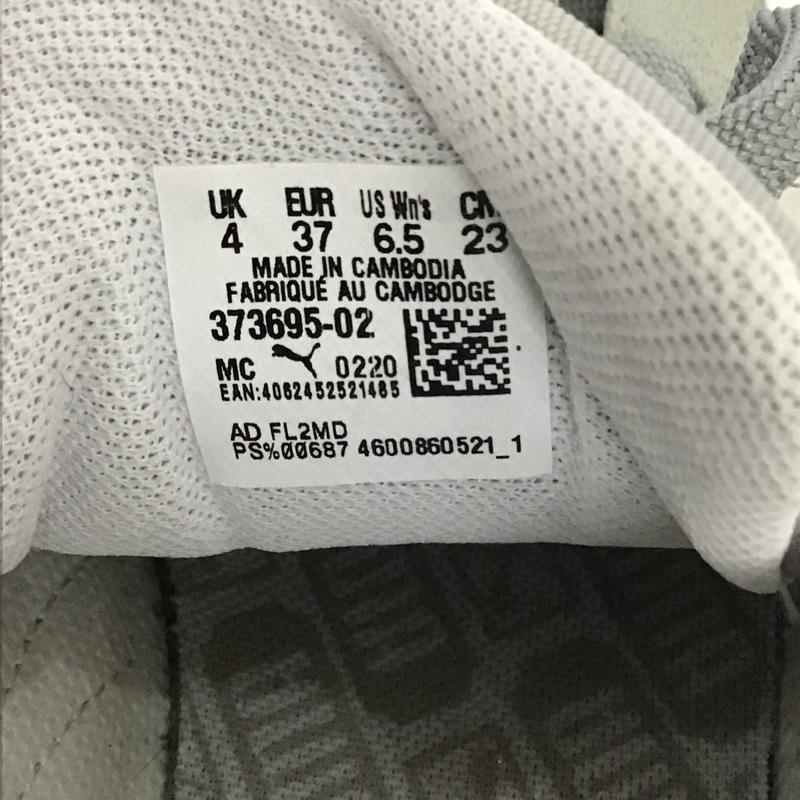 UK EUR US Wn's CM
4 37 6.5 23
MADE IN CAMBODIA
FABRIQUÉ AU CAMBODGE
373695-02
MC 0220
EAN:4062452521485
AD FL2MD
PS%00687 4600860521_1